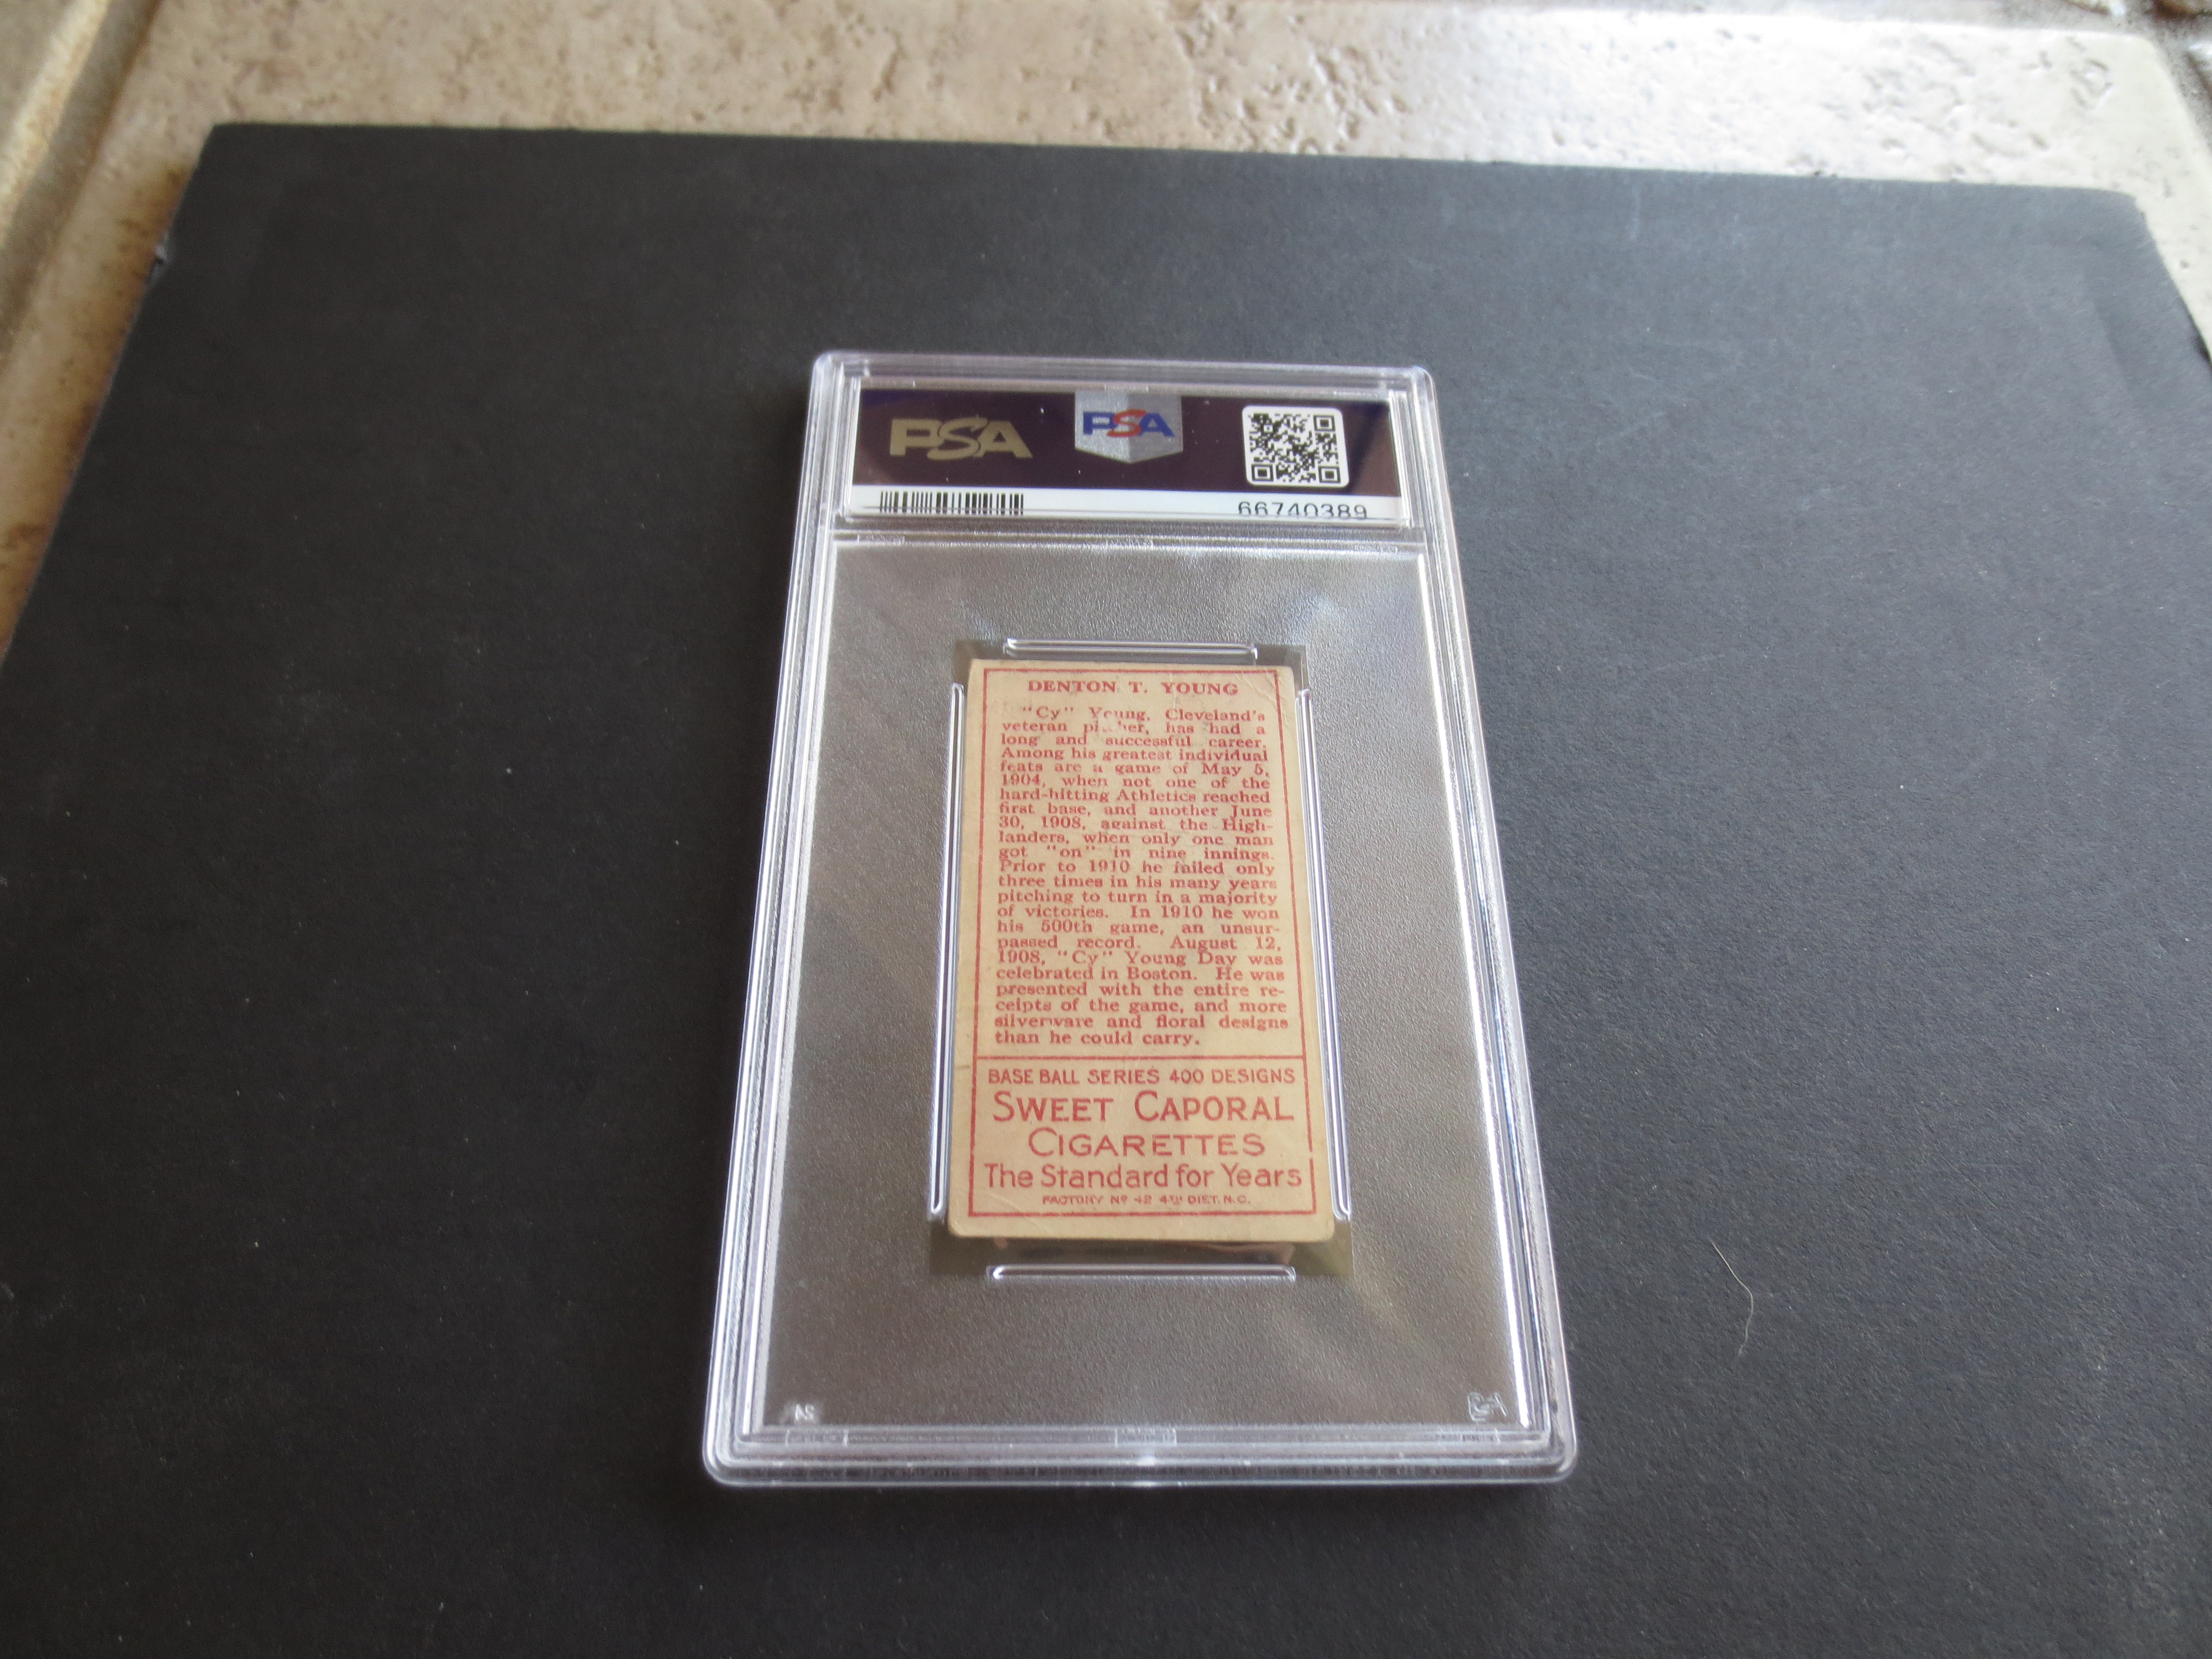 PSA
PSA
66740389
DENTON T. YOUNG
"Cy" Young, Cleveland's
veteran has had a
long and successful career.
Among his greatest individual
feats are a game of May 5,
1904, when not one of the
hard-hitting Athletics reached
first base, and another June
30, 1908, against the High-
landers, when only one man
got "on" in nine innings.
Prior to 1910 he failed only
three times in his many years
pitching to turn in a majority
of victories. In 1910 he won
his 500th game, an unsur-
passed record. August 12,
1908, "Cy" Young Day was
celebrated in Boston. He was
presented with the entire re-
ceipts of the game, and more
silverware and floral designs
than he could carry.
BASE BALL SERIES 400 DESIGNS
SWEET CAPORAL
CIGARETTES
The Standard for Years
FACTORY Nº 42 4TH DIST. N.C.